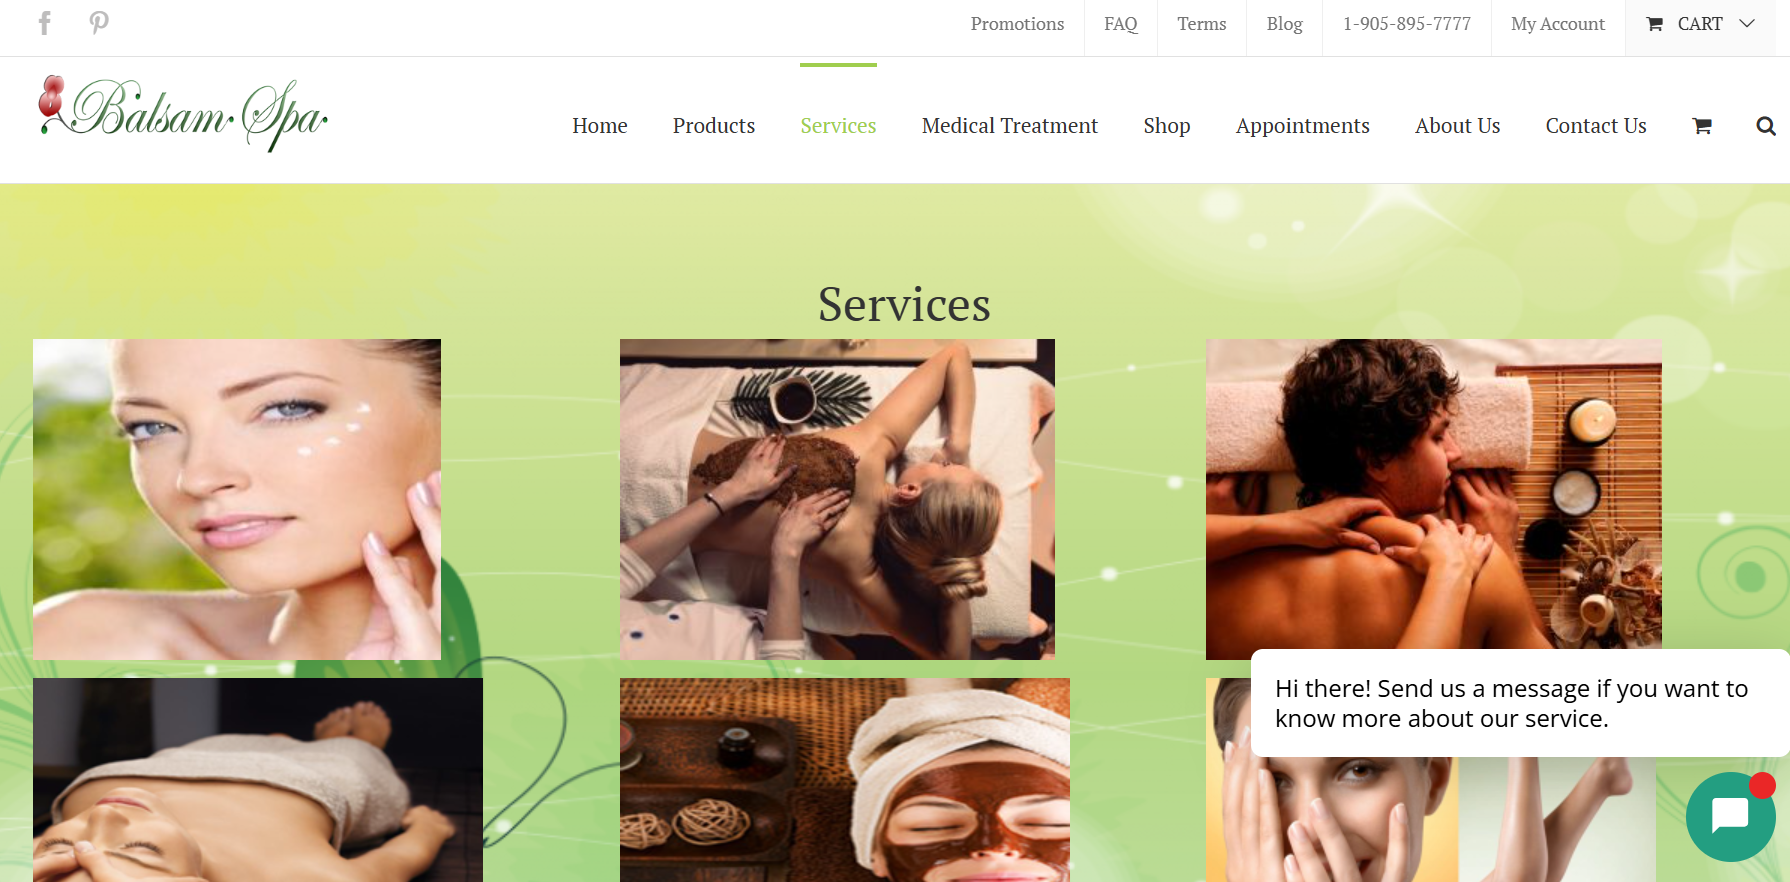 Promotions FAQ Terms Blog 1-905-895-7777 My Account CART
Balsam Spa
Home Products Services Medical Treatment Shop Appointments About Us Contact Us
Services
Hi there! Send us a message if you want to
know more about our service.